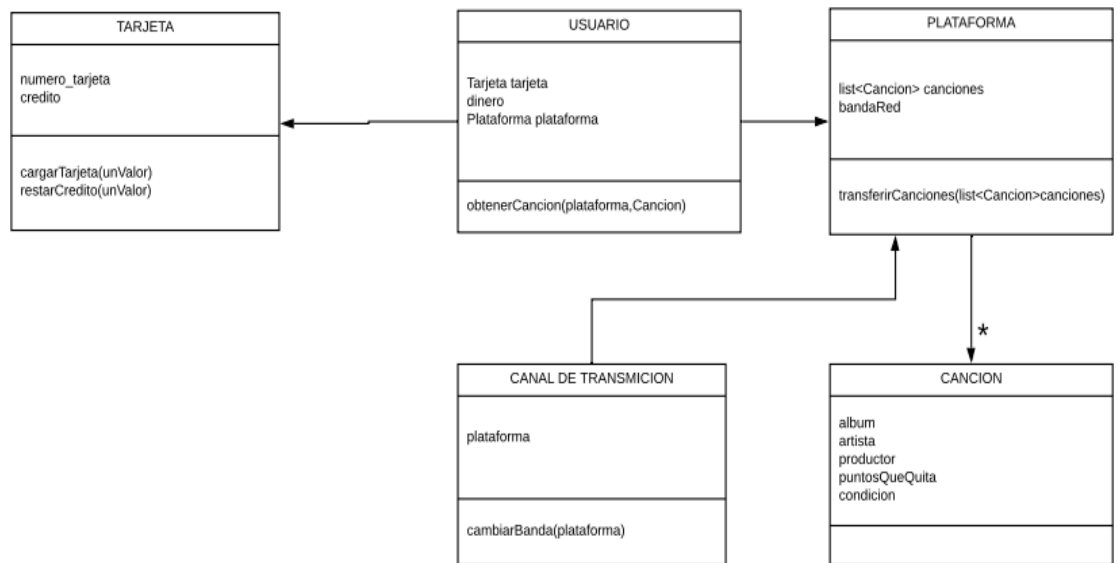 TARJETA
numero_tarjeta
credito
cargarTarjeta(unValor)
restarCredito(unValor)
USUARIO
Tarjeta tarjeta
dinero
Plataforma plataforma
obtenerCancion(plataforma,Cancion)
PLATAFORMA
list<Cancion> canciones
bandaRed
transferirCanciones(list<Cancion>canciones)
*
CANAL DE TRANSMICION
plataforma
cambiarBanda(plataforma)
CANCION
album
artista
productor
puntosQueQuita
condicion